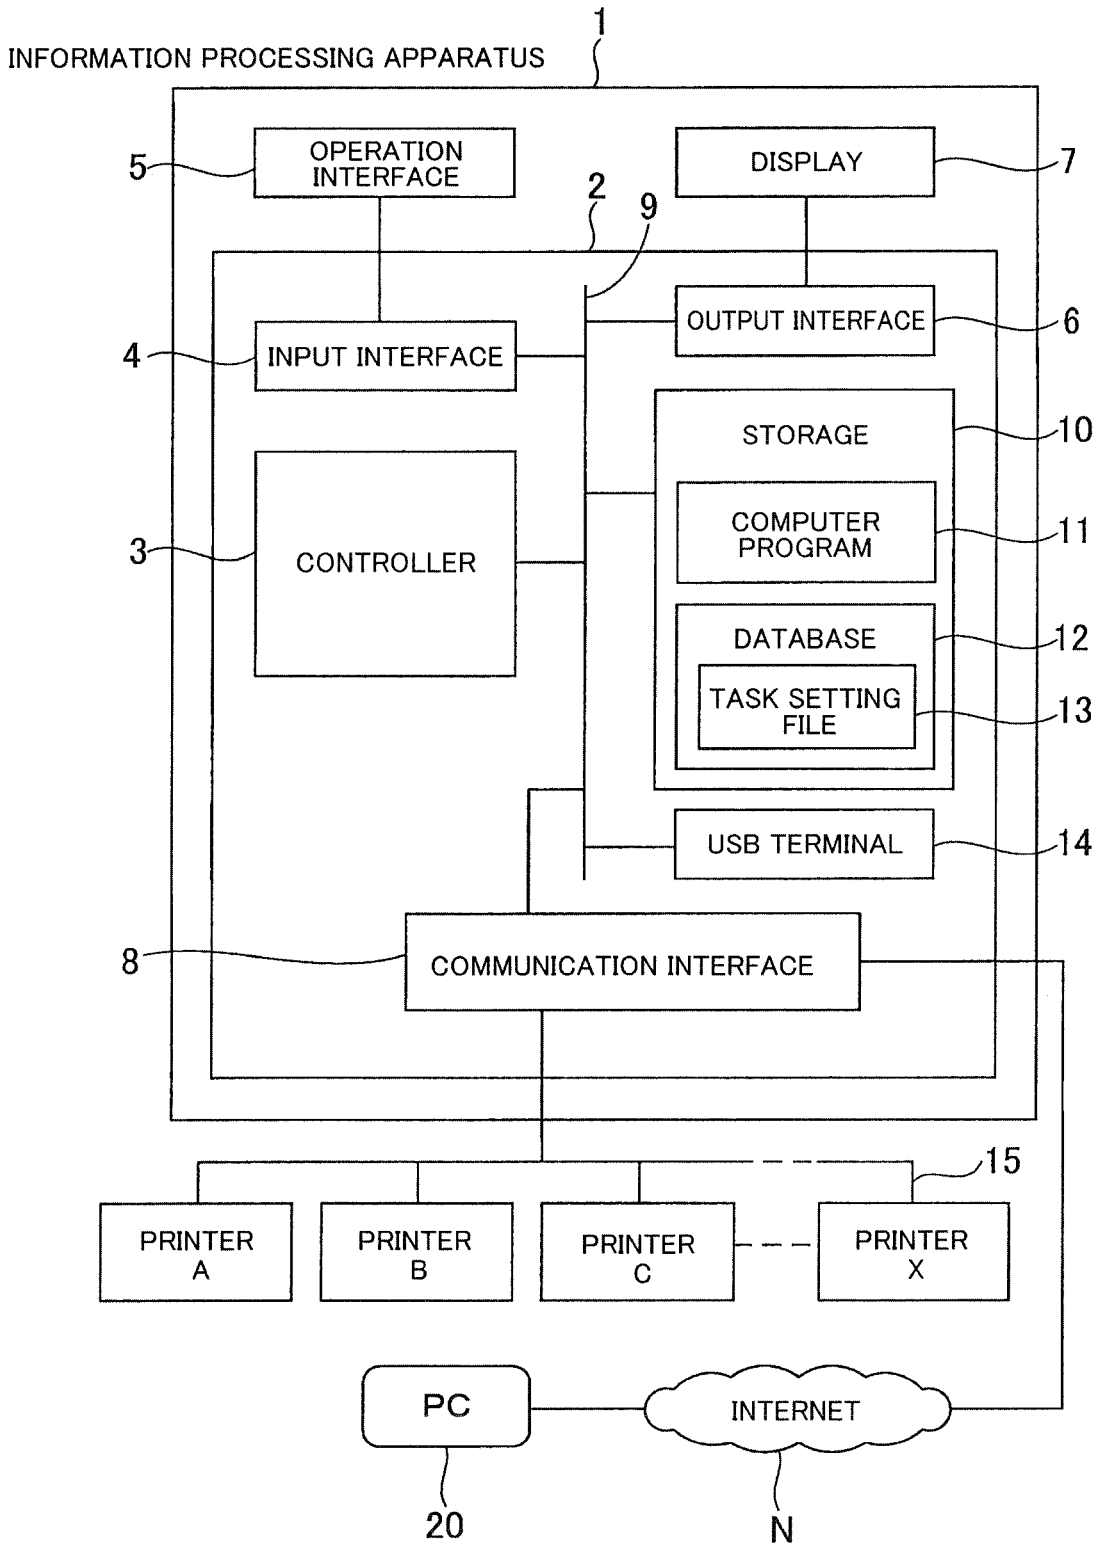 1
INFORMATION PROCESSING APPARATUS
5
OPERATION
INTERFACE
DISPLAY
7
2
9
4
INPUT INTERFACE
OUTPUT INTERFACE
6
STORAGE
10
3
CONTROLLER
COMPUTER
PROGRAM
11
DATABASE
12
TASK SETTING
FILE
13
USB TERMINAL
14
8
COMMUNICATION INTERFACE
15
PRINTER
A
PRINTER
B
PRINTER
C
PRINTER
X
PC
INTERNET
20
N